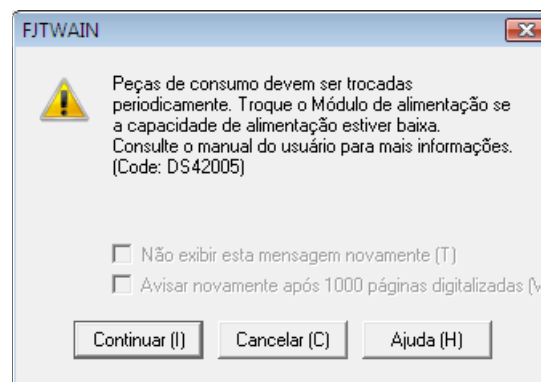 FJTWAIN
Peças de consumo devem ser trocadas
periodicamente. Troque o Módulo de alimentação se
a capacidade de alimentação estiver baixa.
Consulte o manual do usuário para mais informações.
(Code: DS42005)
Não exibir esta mensagem novamente (T)
Avisar novamente após 1000 páginas digitalizadas (
Continuar (I) Cancelar (C) Ajuda (H)